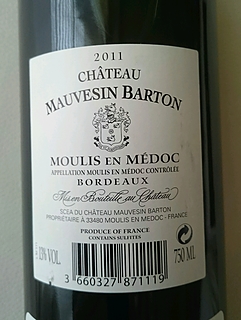 2011
CHÂTEAU
MAUVESIN BARTON
MOULIS EN MÉDOC
APPELLATION MOULIS EN MÉDOC CONTRÔLÉE
BORDEAUX
Mis en Bouteille au Château
SCEA DU CHÂTEAU MAUVESIN BARTON
PROPRIÉTAIRE À 33480 MOULIS EN MÉDOC - FRANCE
PRODUCE OF FRANCE
CONTAINS SULFITES
VOL.
750 ML
3 660327 871119